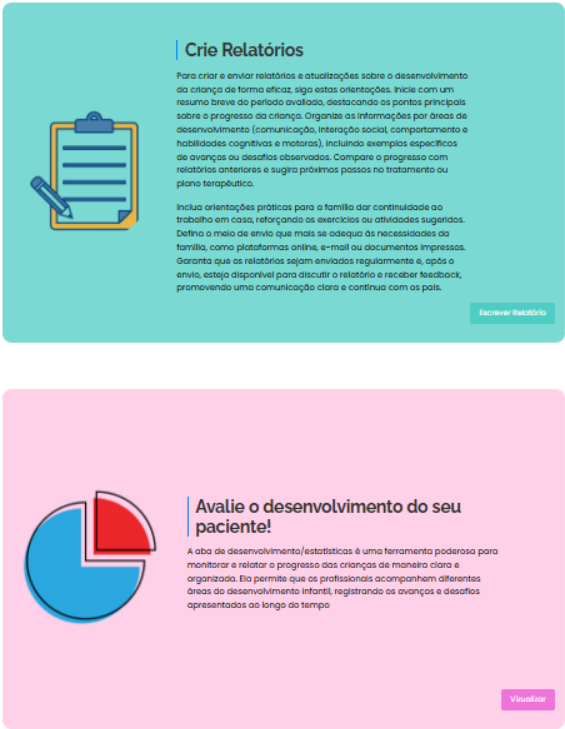 Crie Relatórios
Para criar e enviar relatórios e atualizações sobre o desenvolvimento
da criança de forma eficaz, siga estas orientações. Inicie com um
resumo breve do período avaliado, destacando os pontos principais
sobre o progresso da criança. Organize as informações por áreas de
desenvolvimento (comunicação, interação social, comportamento e
habilidades cognitivas e motoras), incluindo exemplos específicos
de avanços ou desafios observados. Compare o progresso com
relatórios anteriores e sugira próximos passos no tratamento ou
plano terapêutico.
Inclua orientações práticas para a família dar continuidade ao
trabalho em casa, reforçando os exercícios ou atividades sugeridos.
Defina o meio de envio que mais se adequa às necessidades da
família, como plataformas online, e-mail ou documentos impressos.
Garanta que os relatórios sejam enviados regularmente e, após o
envio, esteja disponível para discutir o relatório e receber feedback,
promovendo uma comunicação clara e contínua com os pais.
Escrever Relatório
Avalie o desenvolvimento do seu
paciente!
A aba de desenvolvimento/estatísticas é uma ferramenta poderosa para
monitorar e relatar o progresso das crianças de maneira clara e
organizada. Ela permite que os profissionais acompanhem diferentes
áreas do desenvolvimento infantil, registrando os avanços e desafios
apresentados ao longo do tempo
Vizualizar